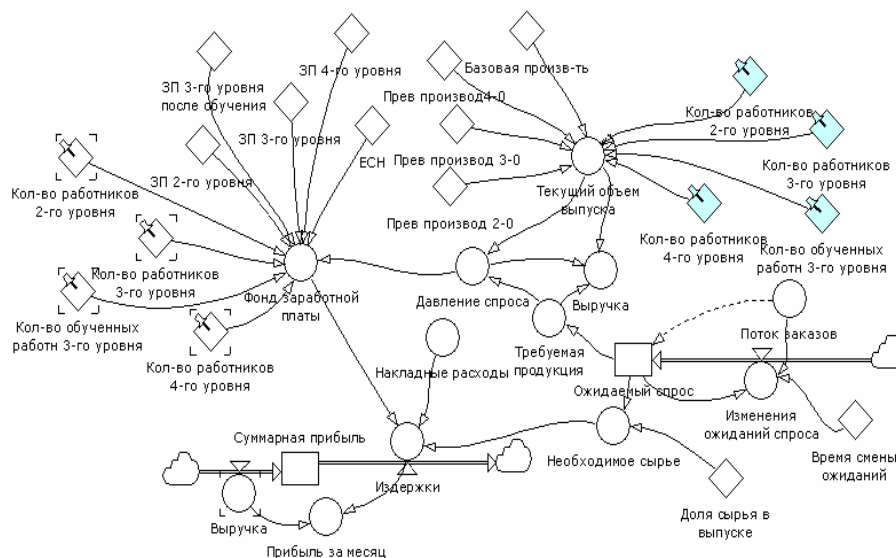 ЗП 4-го уровня
ЗП 3-го уровня
после обучения
Базовая произв-ть
Прев производ4-0
Кол-во работников
2-го уровня
ЗП 3-го уровня
ЕСН
Прев производ 3-0
Кол-во работников
3-го уровня
ЗП 2-го уровня
Кол-во работников
2-го уровня
Текущий объем
выпуска
Прев производ 2-0
Кол-во работников
4-го уровня
Кол-во обученных
работн 3-го уровня
Кол-во работников
3-го уровня
Фонд заработной
платы
Давление спроса
Выручка
Кол-во обученных
работн 3-го уровня
Поток заказов
Требуемая
продукция
Кол-во работников
4-го уровня
Накладные расходы
Ожидаемый спрос
Изменения
ожиданий спроса
Суммарная прибыль
Необходимое сырье
Время смены
ожиданий
Издержки
Доля сырья в
выпуске
Выручка
Прибыль за месяц